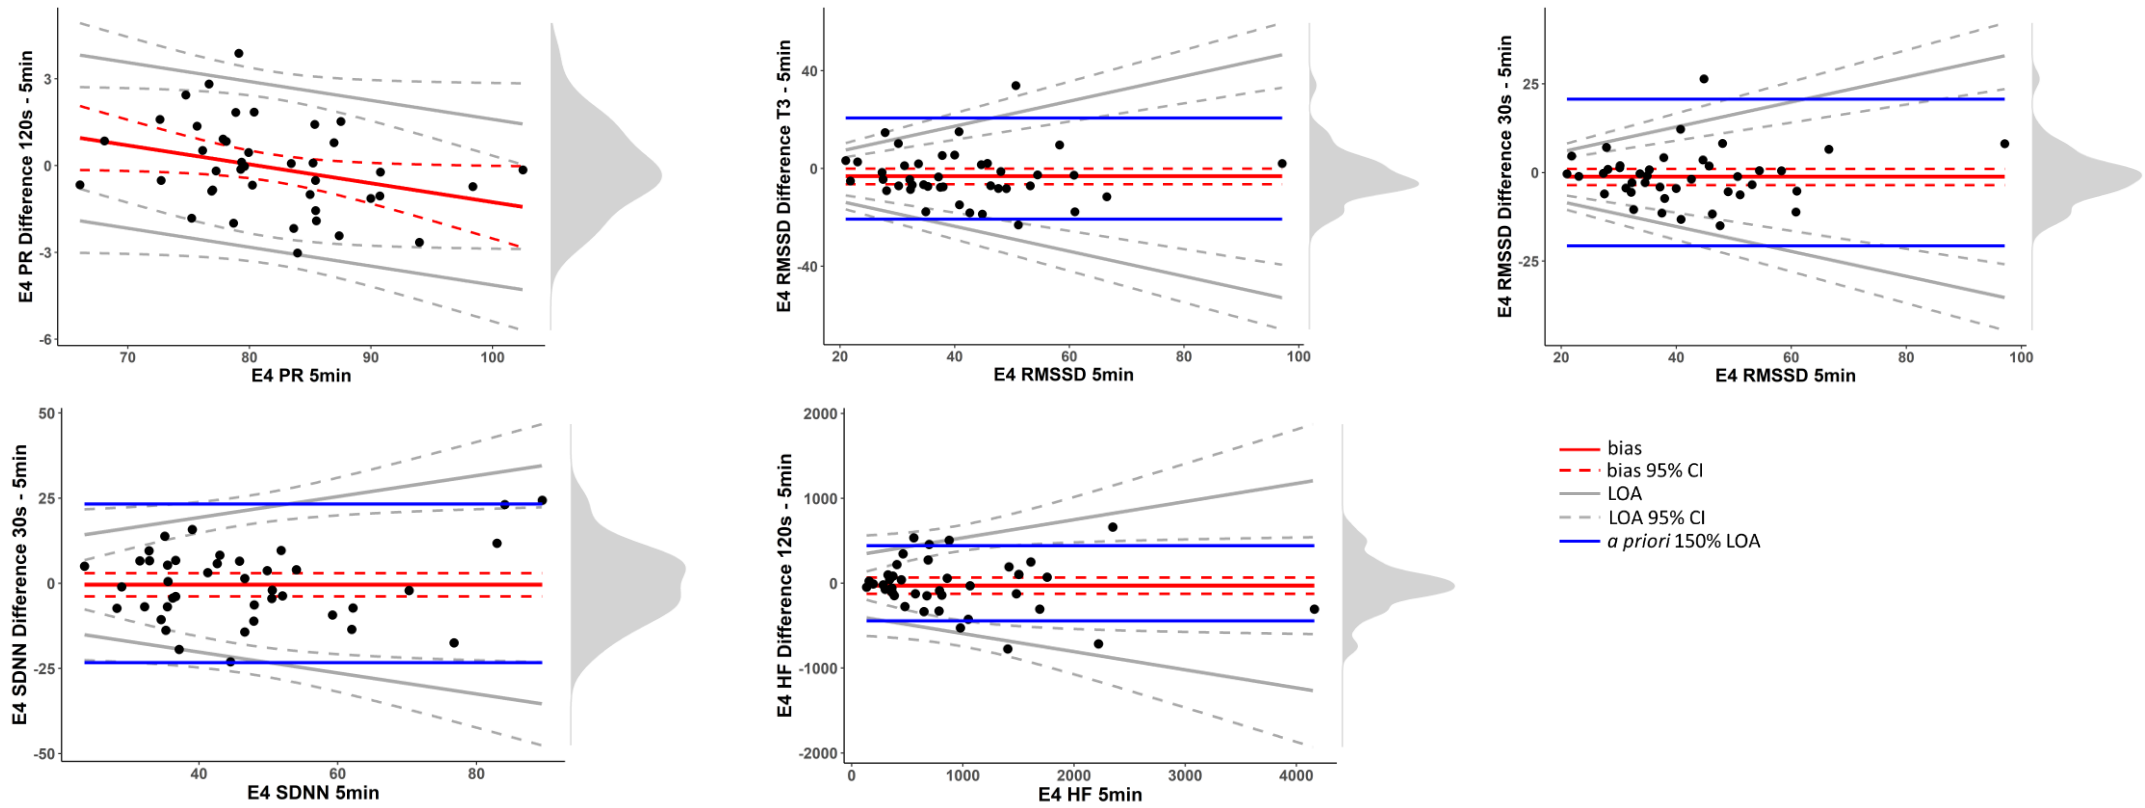 E4 PR Difference 120s - 5min
3
0
-3
-6
70 80 90 100
E4 PR 5min
E4 RMSSD Difference T3 - 5min
40
0
-40
20 40 60 80 100
E4 RMSSD 5min
E4 RMSSD Difference 30s - 5min
25
0
-25
20 40 60 80 100
E4 RMSSD 5min
E4 SDNN Difference 30s - 5min
50
25
0
-25
-50
40 60 80
E4 SDNN 5min
E4 HF Difference 120s - 5min
2000
1000
0
-1000
-2000
0 1000 2000 3000 4000
E4 HF 5min
bias
bias 95% CI
LOA
LOA 95% CI
a priori 150% LOA